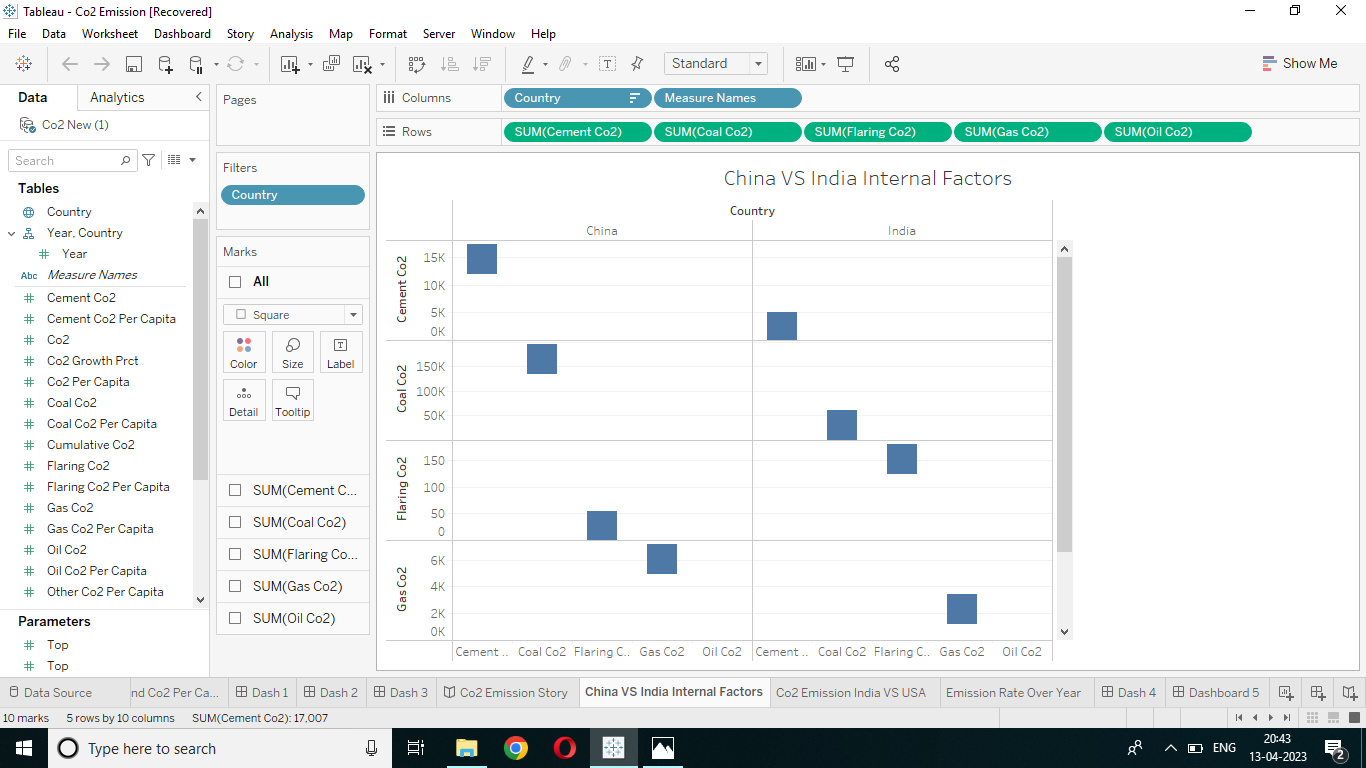 Tableau - Co2 Emission [Recovered]
File Data Worksheet Dashboard Story Analysis Map Format Server Window Help
Standard
Show Me
Data Analytics
Co2 New (1)
Search
Tables
Country
Year, Country
Year
Abc Measure Names
Cement Co2
Cement Co2 Per Capita
Co2
Co2 Growth Prct
Co2 Per Capita
Coal Co2
Coal Co2 Per Capita
Cumulative Co2
Flaring Co2
Flaring Co2 Per Capita
Gas Co2
Gas Co2 Per Capita
Oil Co2
Oil Co2 Per Capita
Other Co2 Per Capita
Parameters
Top
Top
Pages
Filters
Country
Marks
All
Square
Color Size Label
Detail Tooltip
SUM(Cement C...
SUM(Coal Co2)
SUM(Flaring Co...
SUM(Gas Co2)
SUM(Oil Co2)
Columns Country Measure Names
Rows SUM(Cement Co2) SUM(Coal Co2) SUM(Flaring Co2) SUM(Gas Co2) SUM(Oil Co2)
China VS India Internal Factors
Country
China India
Cement Co2
15K
10K
5K
0K
Coal Co2
150K
100K
50K
Flaring Co2
150
100
50
0
Gas Co2
6K
4K
2K
0K
Cement .. Coal Co2 Flaring C.. Gas Co2 Oil Co2 Cement .. Coal Co2 Flaring C.. Gas Co2 Oil Co2
Data Source nd Co2 Per Ca... Dash 1 Dash 2 Dash 3 Co2 Emission Story China VS India Internal Factors Co2 Emission India VS USA Emission Rate Over Year Dash 4 Dashboard 5
10 marks 5 rows by 10 columns SUM(Cement Co2): 17,007
Type here to search
ENG
20:43
13-04-2023
2